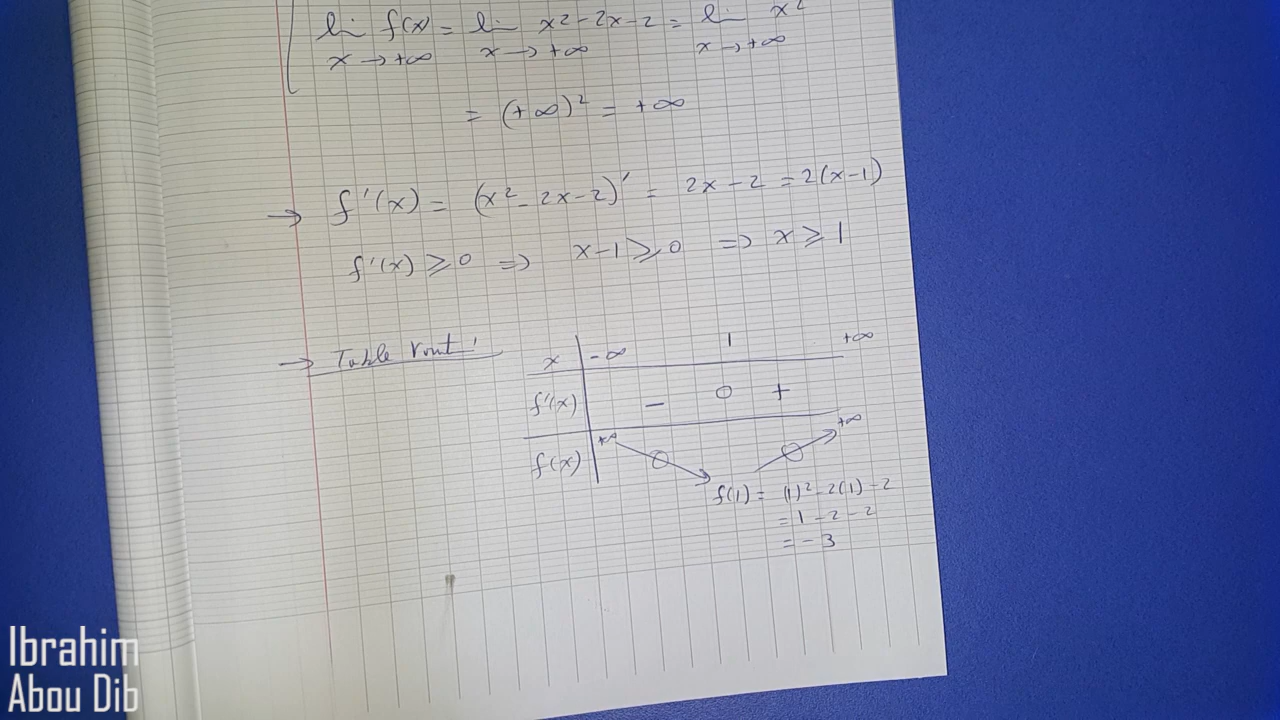 lim f(x) = lim x² - 2x - 2 = lim x²
x → +∞ x → +∞ x → +∞
= (+∞)² = +∞
→ f'(x) = (x² - 2x - 2)' = 2x - 2 = 2(x-1)
f'(x) ⩾ 0 ⇒ x-1 ⩾ 0 ⇒ x ⩾ 1
→ Table
x -∞ 1 +∞
f'(x) - 0 +
f(x) +∞ 0 0 +∞
f(1) = (1)² - 2(1) - 2
= 1 - 2 - 2
= -3
Ibrahim
Abou Dib